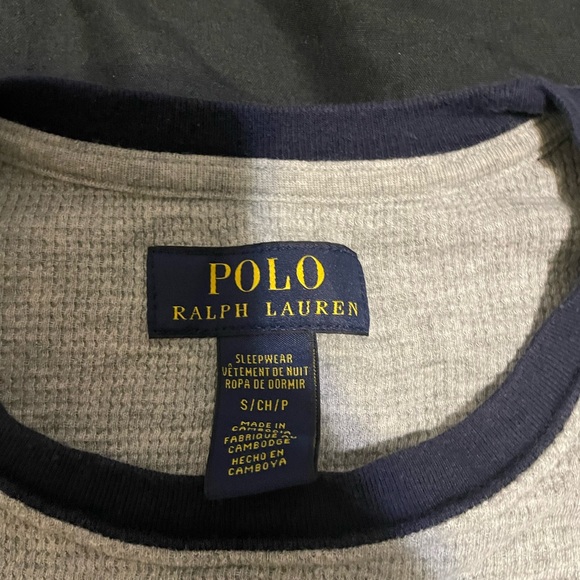 POLO
RALPH LAUREN
SLEEPWEAR
VÊTEMENT DE NUIT
ROPA DE DORMIR
S/CH/P
MADE IN
CAMBODIA
FABRIQUÉ AU
CAMBODGE
HECHO EN
CAMBOYA